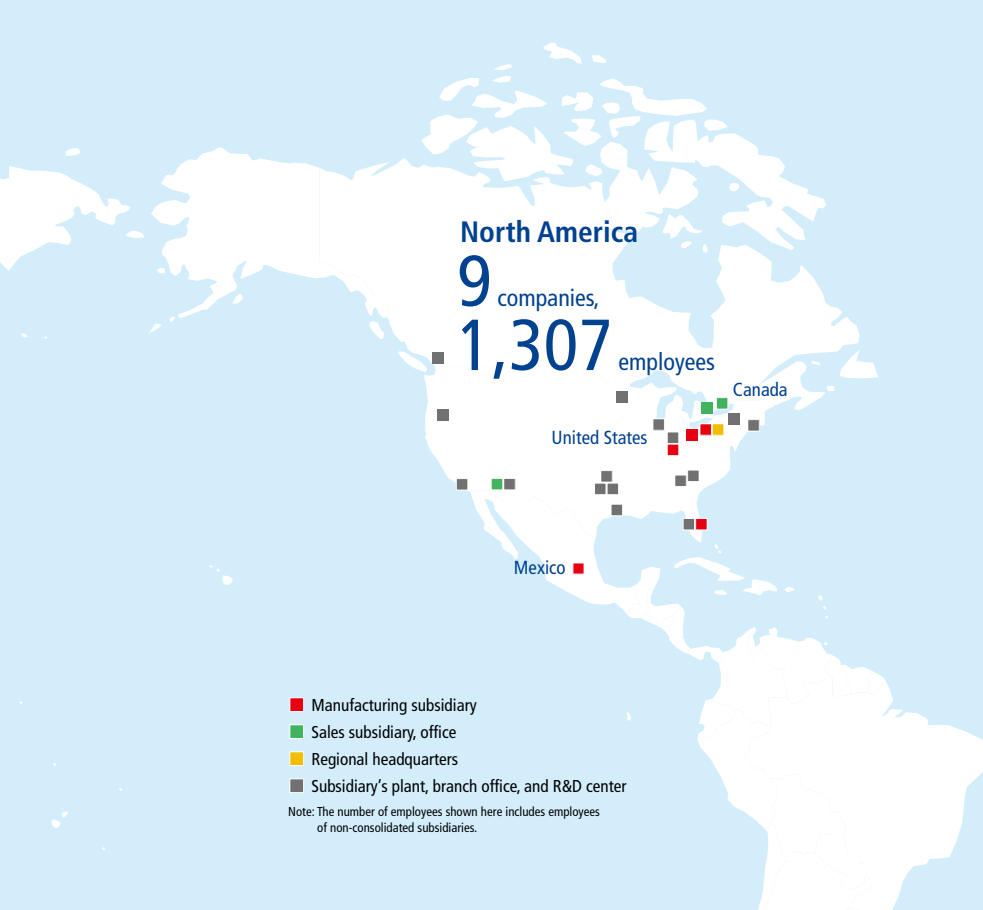 North America
9 companies,
1,307 employees
Canada
United States
Mexico
Manufacturing subsidiary
Sales subsidiary, office
Regional headquarters
Subsidiary's plant, branch office, and R&D center
Note: The number of employees shown here includes employees
of non-consolidated subsidiaries.